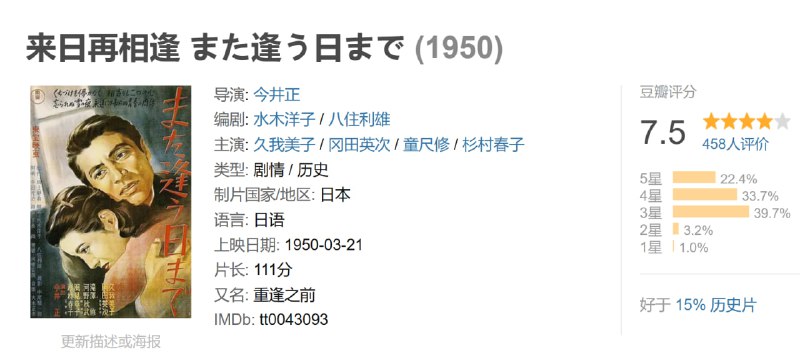 来日再相逢 また逢う日まで (1950)
导演: 今井正
编剧: 水木洋子 / 八住利雄
主演: 久我美子 / 冈田英次 / 童尺修 / 杉村春子
类型: 剧情 / 历史
制片国家/地区: 日本
语言: 日语
上映日期: 1950-03-21
片长: 111分
又名: 重逢之前
IMDb: tt0043093
また逢う日まで
更新描述或海报
豆瓣评分
7.5
458人评价
5星 22.4%
4星 33.7%
3星 39.7%
2星 3.2%
1星 1.0%
好于 15% 历史片